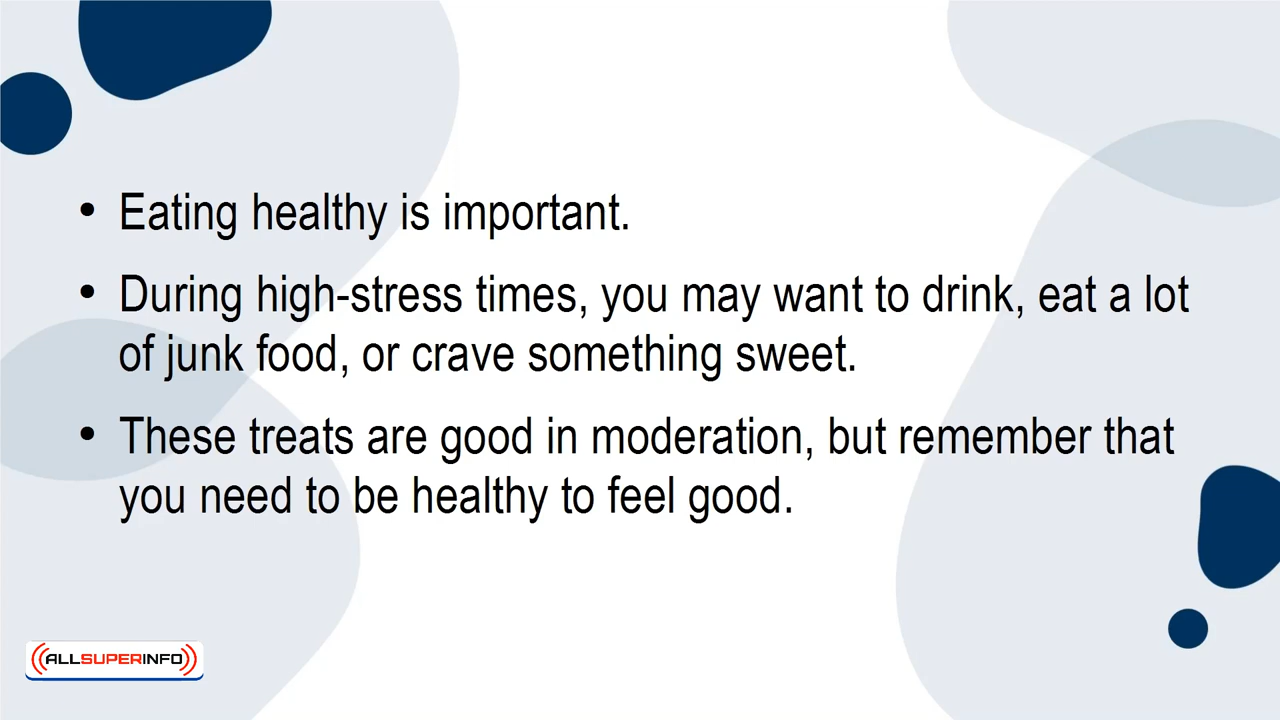 • Eating healthy is important.
• During high-stress times, you may want to drink, eat a lot
of junk food, or crave something sweet.
• These treats are good in moderation, but remember that
you need to be healthy to feel good.
ALLSUPERINFO